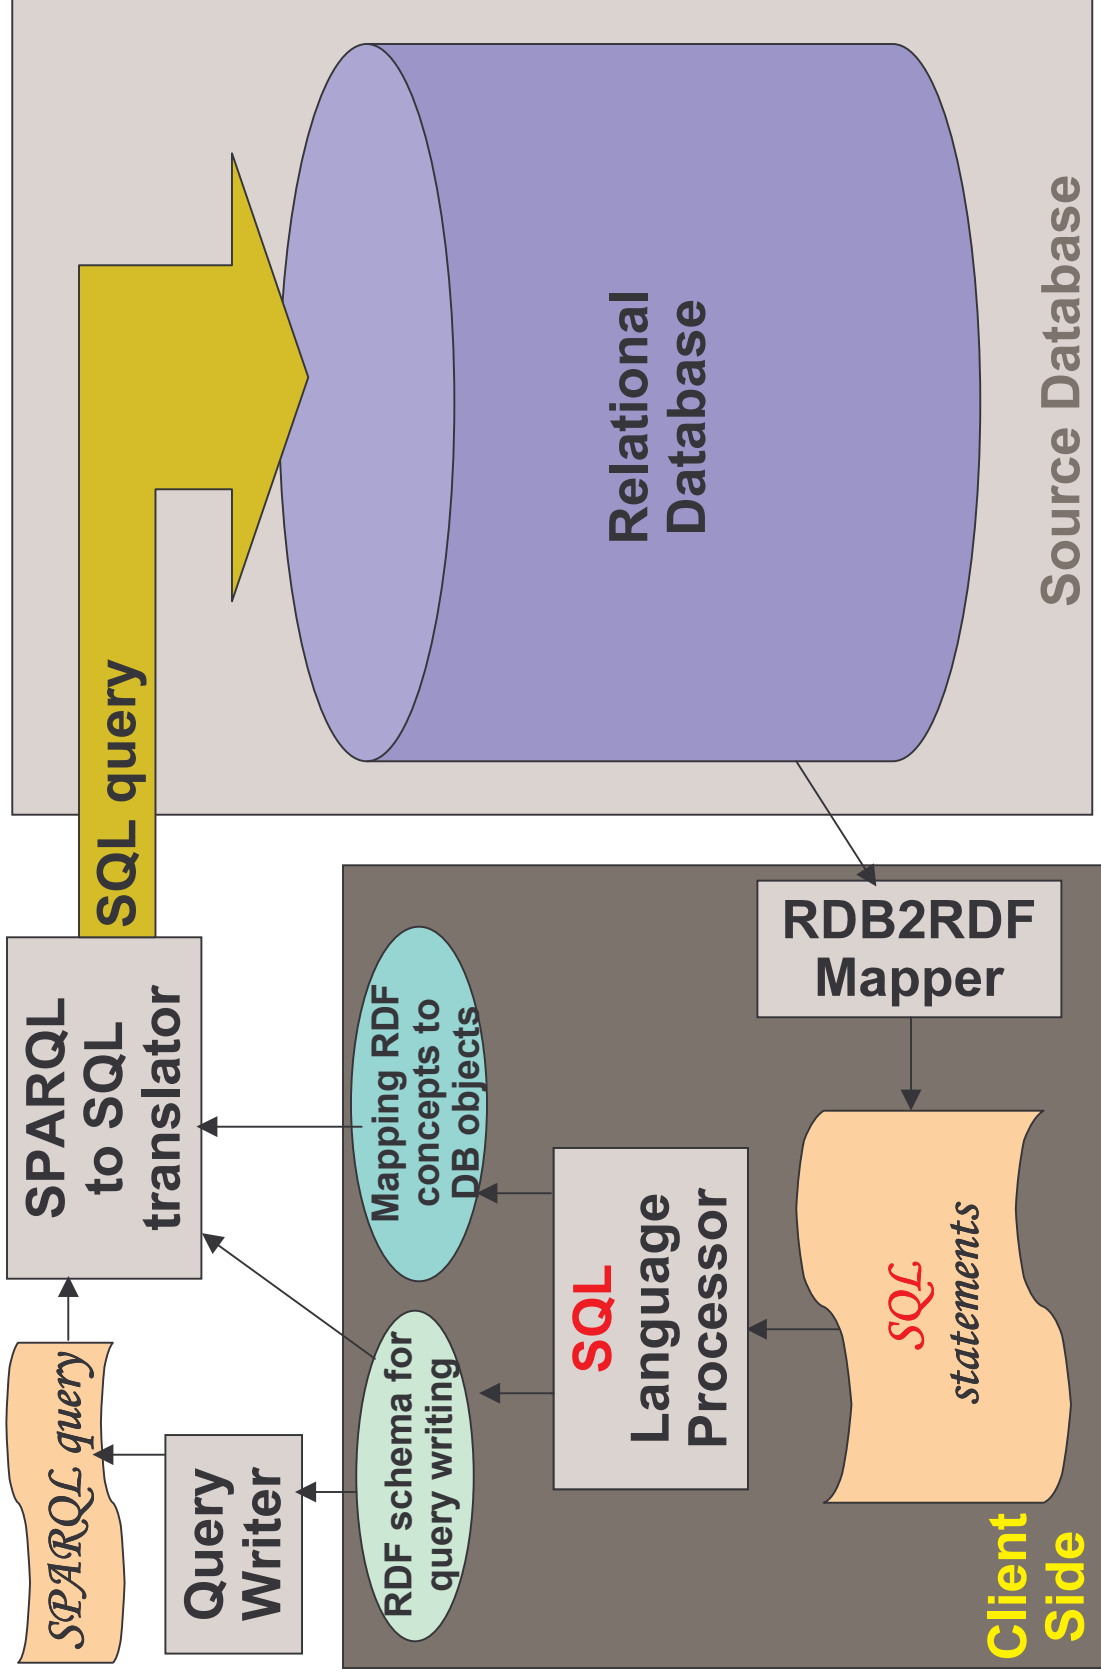 SPARQL query
SPARQL
to SQL
translator
SQL query
Query
Writer
RDF schema for
query writing
Mapping RDF
concepts to
DB objects
SQL
Language
Processor
SQL
statements
RDB2RDF
Mapper
Client
Side
Relational
Database
Source Database